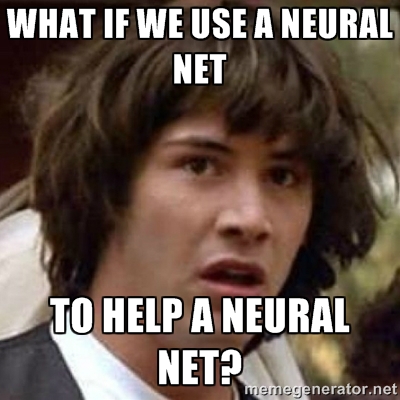 WHAT IF WE USE A NEURAL
NET
TO HELP A NEURAL
NET?
memegenerator.net